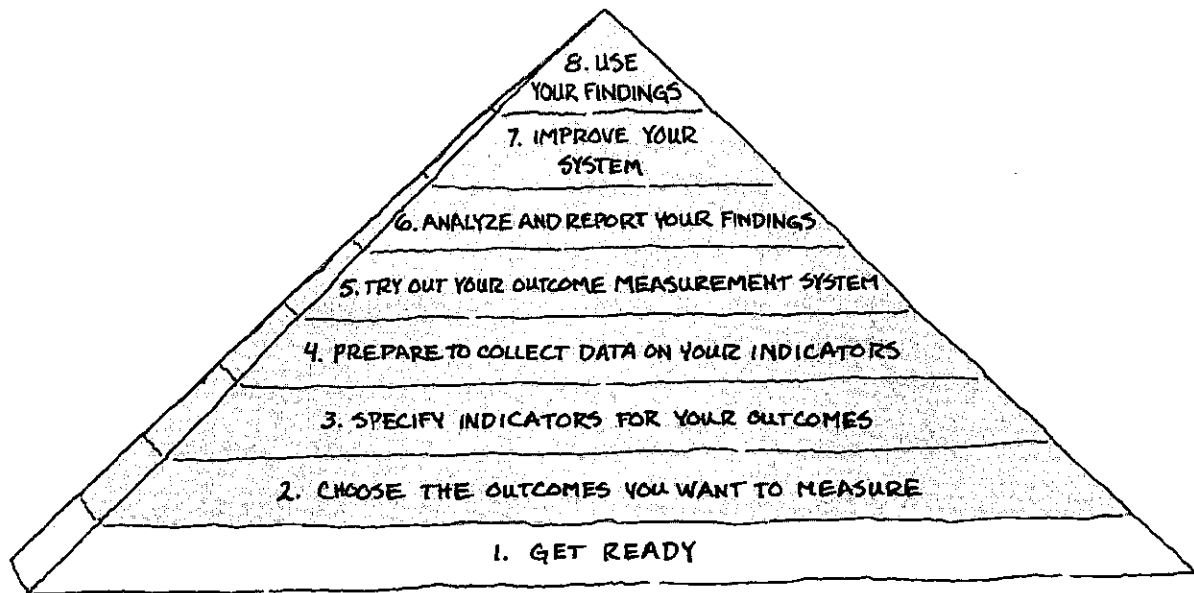 8. USE
YOUR FINDINGS
7. IMPROVE YOUR
SYSTEM
6. ANALYZE AND REPORT YOUR FINDINGS
5. TRY OUT YOUR OUTCOME MEASUREMENT SYSTEM
4. PREPARE TO COLLECT DATA ON YOUR INDICATORS
3. SPECIFY INDICATORS FOR YOUR OUTCOMES
2. CHOOSE THE OUTCOMES YOU WANT TO MEASURE
1. GET READY